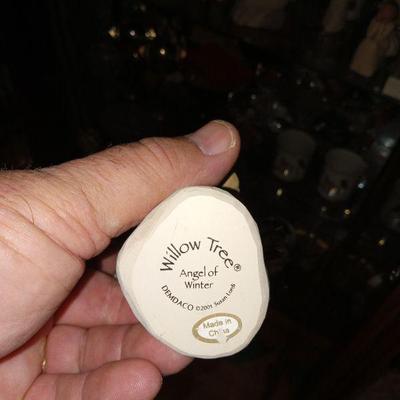 Willow Tree®
Angel of
Winter
DEMDACO ©2001 Susan Lordi
Made in
China